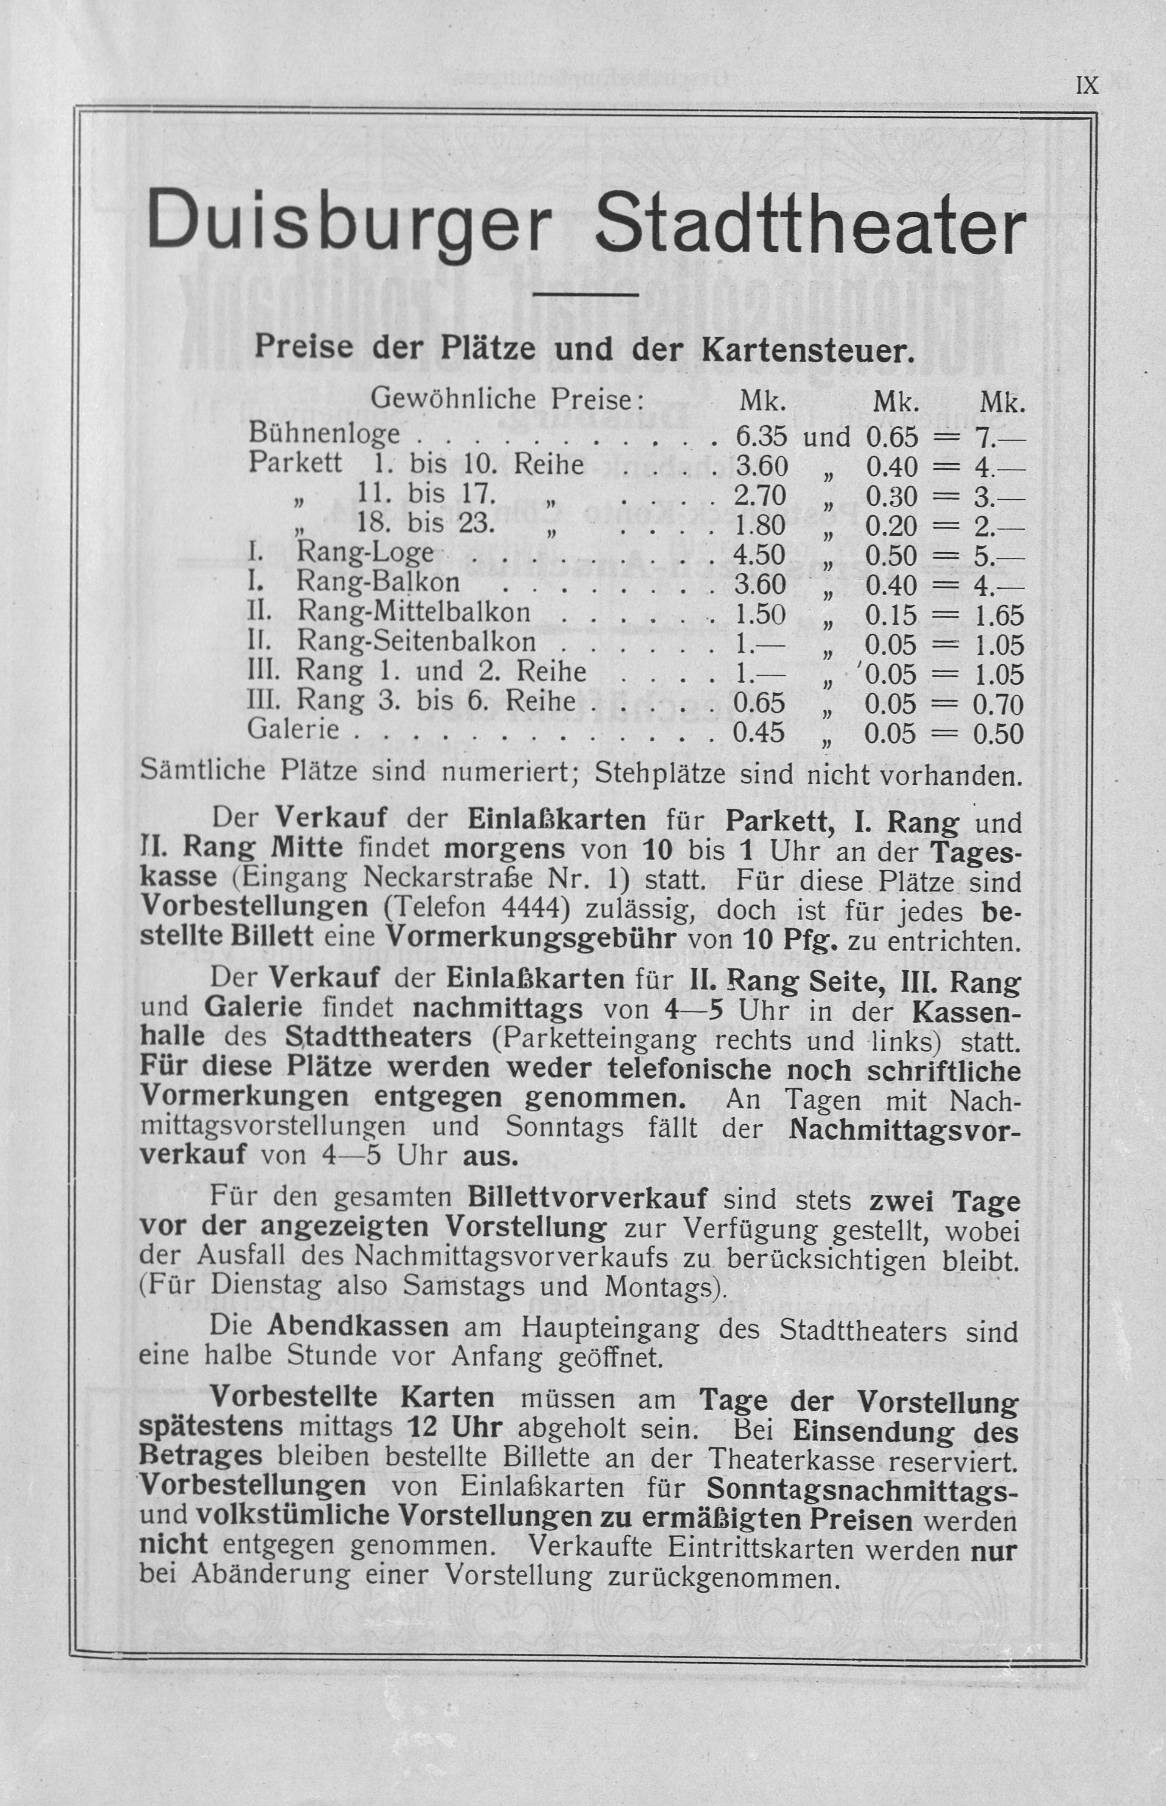 IX
Duisburger Stadttheater
Preise der Plätze und der Kartensteuer.
Gewöhnliche Preise: Mk. Mk. Mk.
Bühnenloge . . . . . . . . . . . 6.35 und 0.65 = 7.—
Parkett 1. bis 10. Reihe . . . . 3.60 „ 0.40 = 4.—
„ 11. bis 17. „ . . . . 2.70 „ 0.30 = 3.—
„ 18. bis 23. „ . . . . 1.80 „ 0.20 = 2.—
I. Rang-Loge . . . . . . . . . 4.50 „ 0.50 = 5.—
I. Rang-Balkon . . . . . . . . 3.60 „ 0.40 = 4.—
II. Rang-Mittelbalkon . . . . . . 1.50 „ 0.15 = 1.65
II. Rang-Seitenbalkon . . . . . . 1.— „ 0.05 = 1.05
III. Rang 1. und 2. Reihe . . . . 1.— „ 0.05 = 1.05
III. Rang 3. bis 6. Reihe . . . . . 0.65 „ 0.05 = 0.70
Galerie . . . . . . . . . . . . . 0.45 „ 0.05 = 0.50
Sämtliche Plätze sind numeriert; Stehplätze sind nicht vorhanden.
Der Verkauf der Einlaßkarten für Parkett, I. Rang und
II. Rang Mitte findet morgens von 10 bis 1 Uhr an der Tages-
kasse (Eingang Neckarstraße Nr. 1) statt. Für diese Plätze sind
Vorbestellungen (Telefon 4444) zulässig, doch ist für jedes be-
stellte Billett eine Vormerkungsgebühr von 10 Pfg. zu entrichten.
Der Verkauf der Einlaßkarten für II. Rang Seite, III. Rang
und Galerie findet nachmittags von 4—5 Uhr in der Kassen-
halle des Stadttheaters (Parketteingang rechts und links) statt.
Für diese Plätze werden weder telefonische noch schriftliche
Vormerkungen entgegen genommen. An Tagen mit Nach-
mittagsvorstellungen und Sonntags fällt der Nachmittagsvor-
verkauf von 4—5 Uhr aus.
Für den gesamten Billettvorverkauf sind stets zwei Tage
vor der angezeigten Vorstellung zur Verfügung gestellt, wobei
der Ausfall des Nachmittagsvorverkaufs zu berücksichtigen bleibt.
(Für Dienstag also Samstags und Montags).
Die Abendkassen am Haupteingang des Stadttheaters sind
eine halbe Stunde vor Anfang geöffnet.
Vorbestellte Karten müssen am Tage der Vorstellung
spätestens mittags 12 Uhr abgeholt sein. Bei Einsendung des
Betrages bleiben bestellte Billette an der Theaterkasse reserviert.
Vorbestellungen von Einlaßkarten für Sonntagsnachmittags-
und volkstümliche Vorstellungen zu ermäßigten Preisen werden
nicht entgegen genommen. Verkaufte Eintrittskarten werden nur
bei Abänderung einer Vorstellung zurückgenommen.